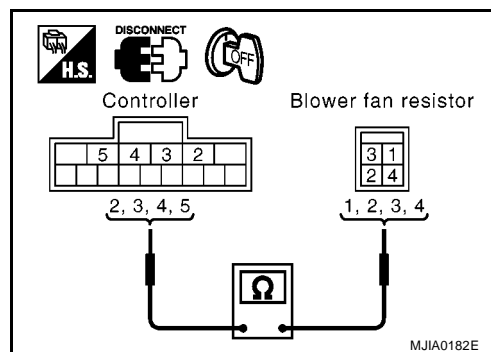 DISCONNECT
H.S.
OFF
Controller
Blower fan resistor
5 4 3 2
3 1
2 4
2, 3, 4, 5
1, 2, 3, 4
Ω
MJIA0182E